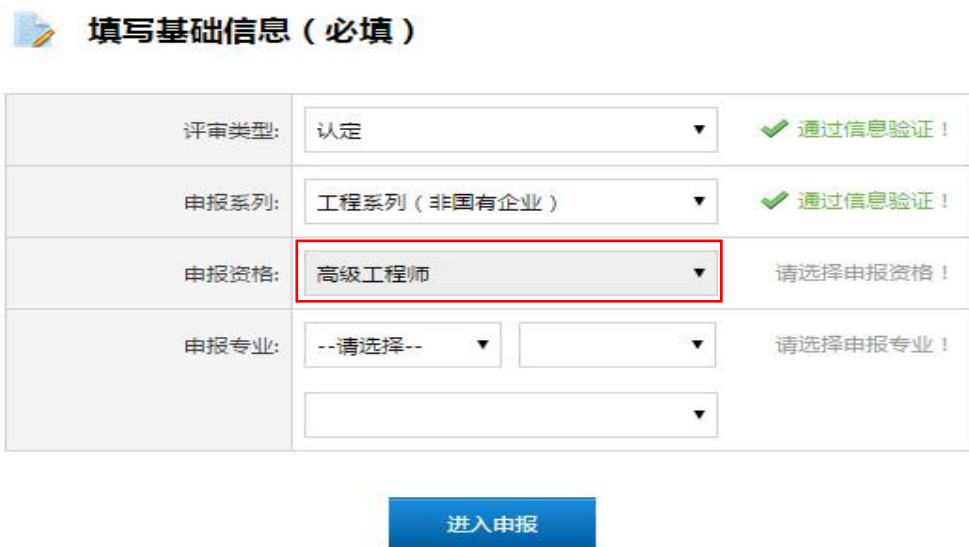 填写基础信息（必填）
评审类型: 认定 通过信息验证！
申报系列: 工程系列（非国有企业） 通过信息验证！
申报资格: 高级工程师 请选择申报资格！
申报专业: --请选择-- 请选择申报专业！
进入申报